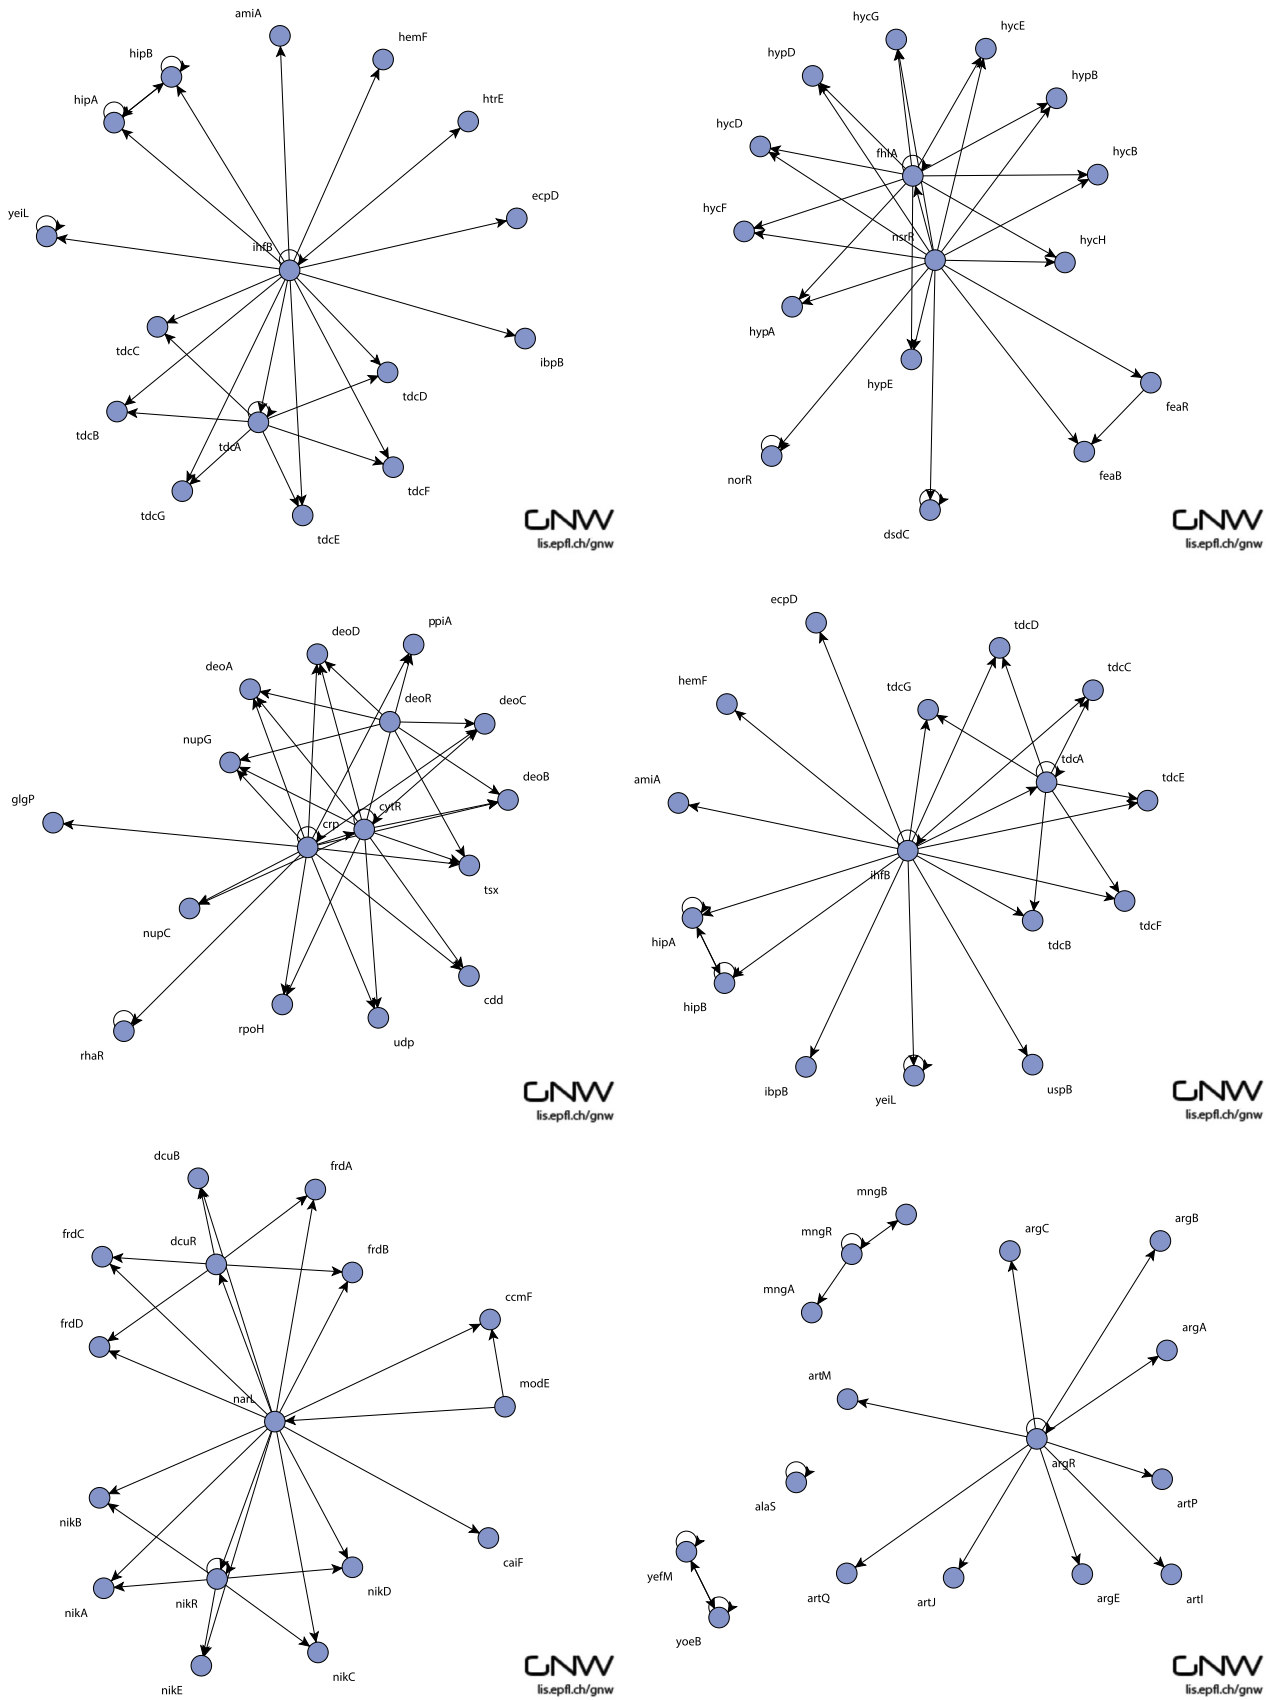 amiA
hemF
hipB
hipA
htrE
yeiL
ecpD
ihfB
tdcC
ibpB
tdcD
tdcB
tdcA
tdcF
tdcG
tdcE
GNW
lis.epfl.ch/gnw
hycG
hycE
hypD
hypB
hycD
fhlA
hycB
hycF
nsrR
hycH
hypA
hypE
feaR
norR
feaB
dsdC
GNW
lis.epfl.ch/gnw
ppiA
deoD
deoA
deoR
deoC
nupG
deoB
glgP
cytR
crp
tsx
nupC
cdd
rpoH
udp
rhaR
GNW
lis.epfl.ch/gnw
ecpD
tdcD
tdcC
hemF
tdcG
tdcA
tdcE
amiA
ihfB
tdcF
hipA
tdcB
hipB
ibpB
yeiL
uspB
GNW
lis.epfl.ch/gnw
dcuB
frdA
frdC
dcuR
frdB
ccmF
frdD
modE
narL
nikB
caiF
nikA
nikR
nikD
nikC
nikE
GNW
lis.epfl.ch/gnw
mngB
mngR
argC
argB
mngA
argA
artM
argR
alaS
artP
yefM
artQ
artJ
argE
artI
yoeB
GNW
lis.epfl.ch/gnw